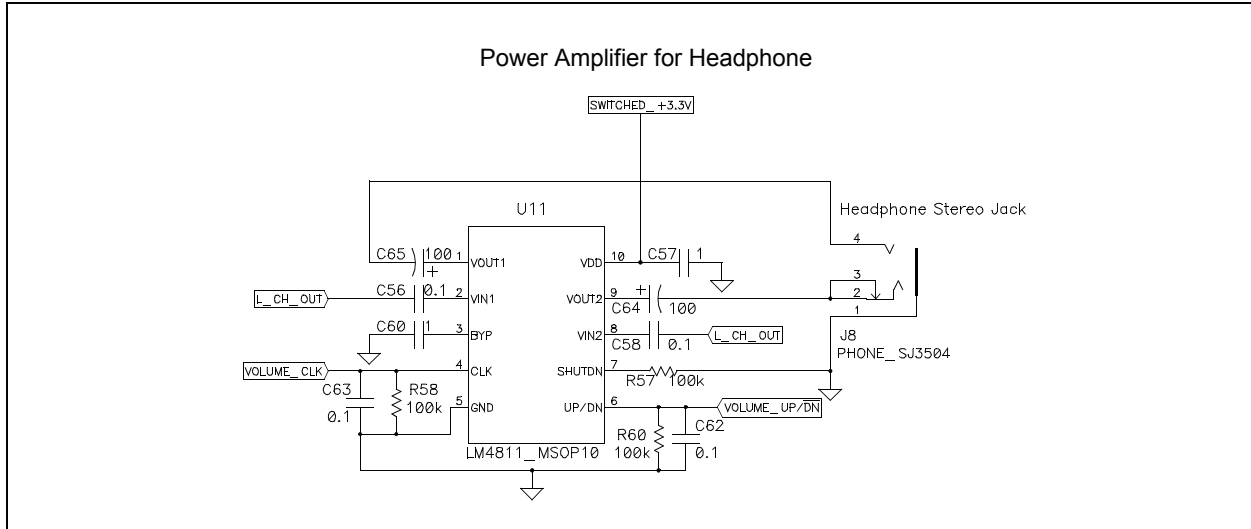 Power Amplifier for Headphone
SWITCHED_+3.3V
U11
Headphone Stereo Jack
C65 100 1 VOUT1 VDD 10 C57 1 4
+
L_CH_OUT C56 0.1 2 VIN1 VOUT2 9 + C64 100 3 2
C60 1 3 BYP VIN2 8 C58 0.1 L_CH_OUT 1
J8
PHONE_SJ3504
VOLUME_CLK 4 CLK SHUTDN 7 R57 100k
C63 0.1 R58 100k 5 GND UP/DN 6 VOLUME_UP/DN
R60 100k C62 0.1
LM4811_MSOP10